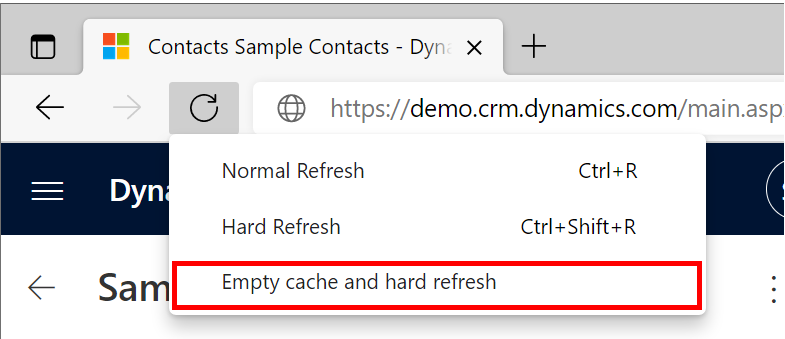 Contacts Sample Contacts - Dyna
https://demo.crm.dynamics.com/main.asp
Normal Refresh Ctrl+R
Dyna
Hard Refresh Ctrl+Shift+R
Sam
Empty cache and hard refresh